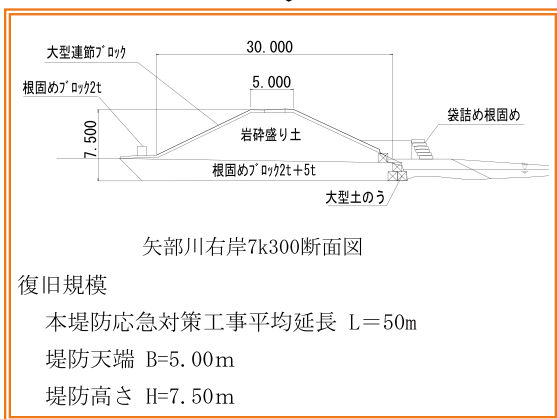 大型連節ブロック
30.000
5.000
根固めブロック2t
袋詰め根固め
7.500
岩砕盛り土
根固めブロック2t+5t
大型土のう
矢部川右岸7k300断面図
復旧規模
本堤防応急対策工事平均延長 L=50m
堤防天端 B=5.00m
堤防高さ H=7.50m